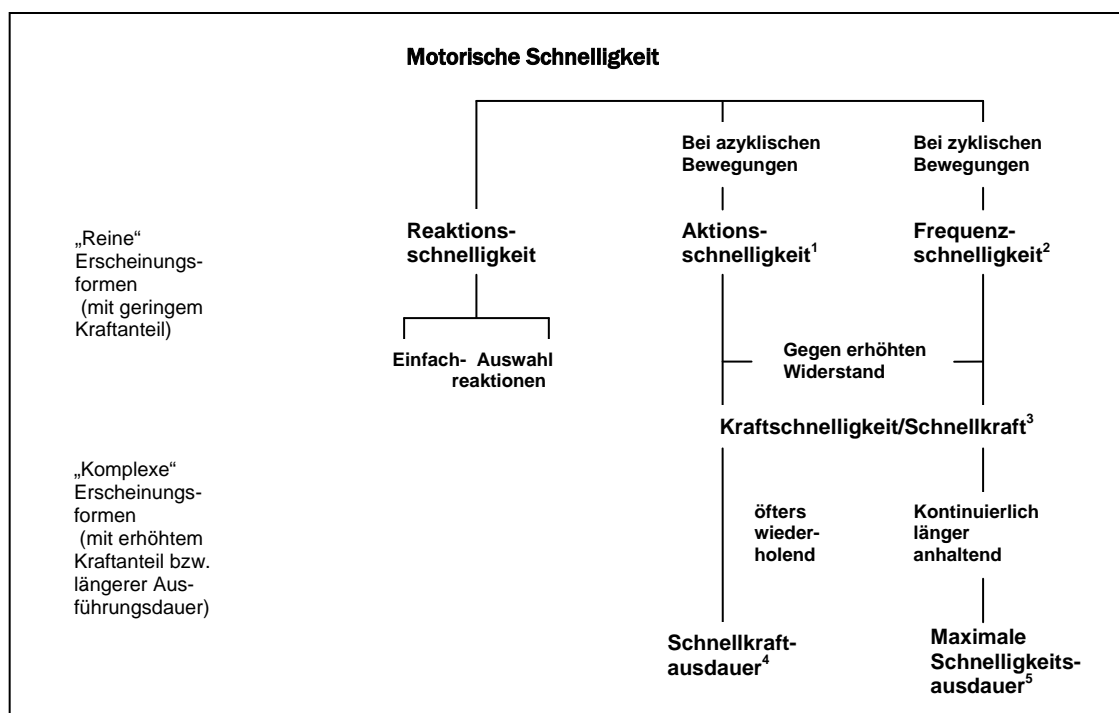 Motorische Schnelligkeit
Bei azyklischen
Bewegungen
Bei zyklischen
Bewegungen
„Reine“
Erscheinungs-
formen
(mit geringem
Kraftanteil)
Reaktions-
schnelligkeit
Aktions-
schnelligkeit¹
Frequenz-
schnelligkeit²
Einfach- Auswahl
reaktionen
Gegen erhöhten
Widerstand
Kraftschnelligkeit/Schnellkraft³
„Komplexe“
Erscheinungs-
formen
(mit erhöhtem
Kraftanteil bzw.
längerer Aus-
führungsdauer)
öfters
wieder-
holend
Kontinuierlich
länger
anhaltend
Schnellkraft-
ausdauer⁴
Maximale
Schnelligkeits-
ausdauer⁵